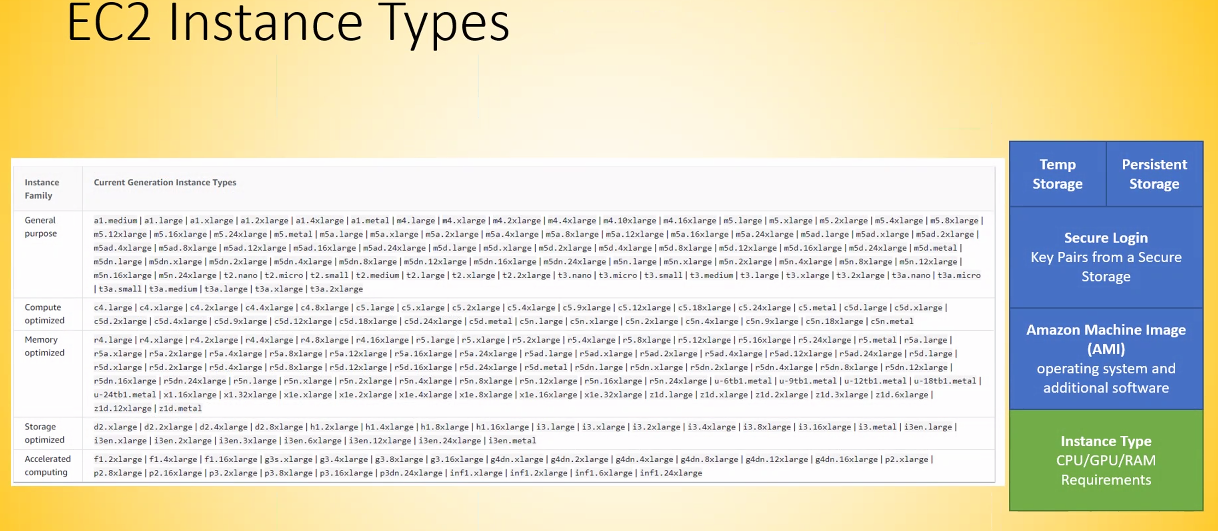 EC2 Instance Types
Instance
Family
Current Generation Instance Types
General
purpose
a1.medium | a1.large | a1.xlarge | a1.2xlarge | a1.4xlarge | a1.metal | m4.large | m4.xlarge | m4.2xlarge | m4.4xlarge | m4.10xlarge | m4.16xlarge | m5.large | m5.xlarge | m5.2xlarge | m5.4xlarge | m5.8xlarge |
m5.12xlarge | m5.16xlarge | m5.24xlarge | m5.metal | m5a.large | m5a.xlarge | m5a.2xlarge | m5a.4xlarge | m5a.8xlarge | m5a.12xlarge | m5a.16xlarge | m5a.24xlarge | m5ad.large | m5ad.xlarge | m5ad.2xlarge |
m5ad.4xlarge | m5ad.8xlarge | m5ad.12xlarge | m5ad.16xlarge | m5ad.24xlarge | m5d.large | m5d.xlarge | m5d.2xlarge | m5d.4xlarge | m5d.8xlarge | m5d.12xlarge | m5d.16xlarge | m5d.24xlarge | m5d.metal |
m5dn.large | m5dn.xlarge | m5dn.2xlarge | m5dn.4xlarge | m5dn.8xlarge | m5dn.12xlarge | m5dn.16xlarge | m5dn.24xlarge | m5n.large | m5n.xlarge | m5n.2xlarge | m5n.4xlarge | m5n.8xlarge | m5n.12xlarge |
m5n.16xlarge | m5n.24xlarge | t2.nano | t2.micro | t2.small | t2.medium | t2.large | t2.xlarge | t2.2xlarge | t3.nano | t3.micro | t3.small | t3.medium | t3.large | t3.xlarge | t3.2xlarge | t3a.nano | t3a.micro
| t3a.small | t3a.medium | t3a.large | t3a.xlarge | t3a.2xlarge
Compute
optimized
c4.large | c4.xlarge | c4.2xlarge | c4.4xlarge | c4.8xlarge | c5.large | c5.xlarge | c5.2xlarge | c5.4xlarge | c5.9xlarge | c5.12xlarge | c5.18xlarge | c5.24xlarge | c5.metal | c5d.large | c5d.xlarge |
c5d.2xlarge | c5d.4xlarge | c5d.9xlarge | c5d.12xlarge | c5d.18xlarge | c5d.24xlarge | c5d.metal | c5n.large | c5n.xlarge | c5n.2xlarge | c5n.4xlarge | c5n.9xlarge | c5n.18xlarge | c5n.metal
Memory
optimized
r4.large | r4.xlarge | r4.2xlarge | r4.4xlarge | r4.8xlarge | r4.16xlarge | r5.large | r5.xlarge | r5.2xlarge | r5.4xlarge | r5.8xlarge | r5.12xlarge | r5.16xlarge | r5.24xlarge | r5.metal | r5a.large |
r5a.xlarge | r5a.2xlarge | r5a.4xlarge | r5a.8xlarge | r5a.12xlarge | r5a.16xlarge | r5a.24xlarge | r5ad.large | r5ad.xlarge | r5ad.2xlarge | r5ad.4xlarge | r5ad.12xlarge | r5ad.24xlarge | r5d.large |
r5d.xlarge | r5d.2xlarge | r5d.4xlarge | r5d.8xlarge | r5d.12xlarge | r5d.16xlarge | r5d.24xlarge | r5d.metal | r5dn.large | r5dn.xlarge | r5dn.2xlarge | r5dn.4xlarge | r5dn.8xlarge | r5dn.12xlarge |
r5dn.16xlarge | r5dn.24xlarge | r5n.large | r5n.xlarge | r5n.2xlarge | r5n.4xlarge | r5n.8xlarge | r5n.12xlarge | r5n.16xlarge | r5n.24xlarge | u-6tb1.metal | u-9tb1.metal | u-12tb1.metal | u-18tb1.metal |
u-24tb1.metal | x1.16xlarge | x1.32xlarge | x1e.xlarge | x1e.2xlarge | x1e.4xlarge | x1e.8xlarge | x1e.16xlarge | x1e.32xlarge | z1d.large | z1d.xlarge | z1d.2xlarge | z1d.3xlarge | z1d.6xlarge |
z1d.12xlarge | z1d.metal
Storage
optimized
d2.xlarge | d2.2xlarge | d2.4xlarge | d2.8xlarge | h1.2xlarge | h1.4xlarge | h1.8xlarge | h1.16xlarge | i3.large | i3.xlarge | i3.2xlarge | i3.4xlarge | i3.8xlarge | i3.16xlarge | i3.metal | i3en.large |
i3en.xlarge | i3en.2xlarge | i3en.3xlarge | i3en.6xlarge | i3en.12xlarge | i3en.24xlarge | i3en.metal
Accelerated
computing
f1.2xlarge | f1.4xlarge | f1.16xlarge | g3s.xlarge | g3.4xlarge | g3.8xlarge | g3.16xlarge | g4dn.xlarge | g4dn.2xlarge | g4dn.4xlarge | g4dn.8xlarge | g4dn.12xlarge | g4dn.16xlarge | p2.xlarge |
p2.8xlarge | p2.16xlarge | p3.2xlarge | p3.8xlarge | p3.16xlarge | p3dn.24xlarge | inf1.xlarge | inf1.2xlarge | inf1.6xlarge | inf1.24xlarge
Temp
Storage
Persistent
Storage
Secure Login
Key Pairs from a Secure
Storage
Amazon Machine Image
(AMI)
operating system and
additional software
Instance Type
CPU/GPU/RAM
Requirements